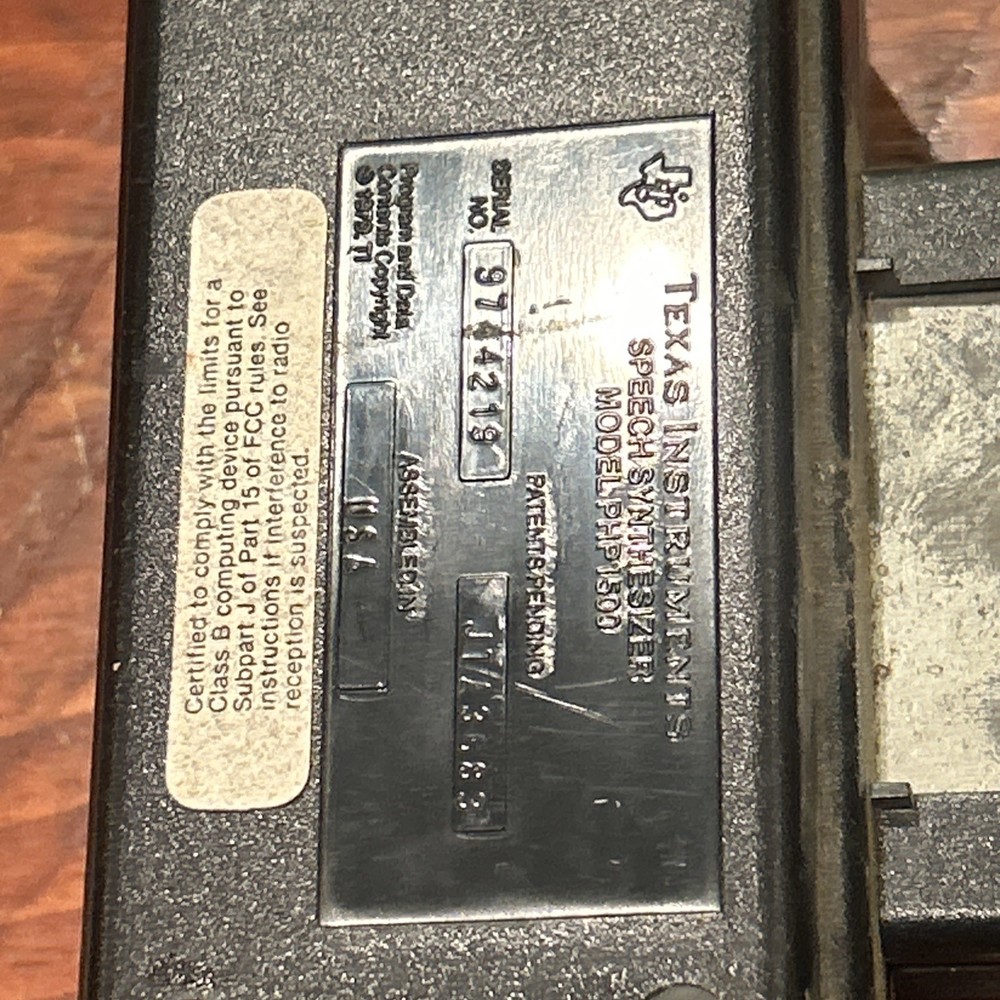 TEXAS INSTRUMENTS
SPEECH SYNTHESIZER
MODEL PHP1500
PATENTS PENDING
SERIAL
NO.
ASSEMBLED IN
USA
Program and Data
Contents Copyright
© 1979, TI
Certified to comply with the limits for a
Class B computing device pursuant to
Subpart J of Part 15 of FCC rules. See
instructions if interference to radio
reception is suspected.